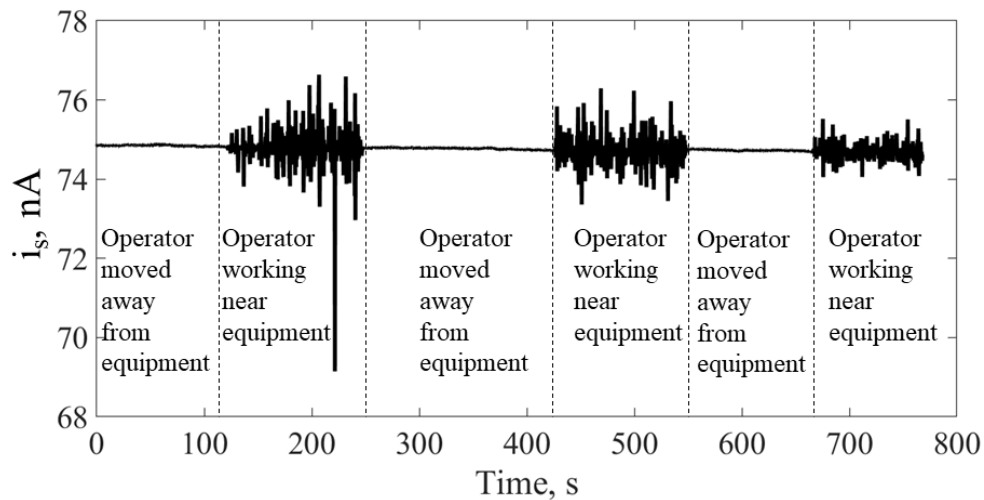 78
76
74
72
70
68
i_s, nA
Operator
moved
away
from
equipment
Operator
working
near
equipment
Operator
moved
away
from
equipment
Operator
working
near
equipment
Operator
moved
away
from
equipment
Operator
working
near
equipment
0 100 200 300 400 500 600 700 800
Time, s